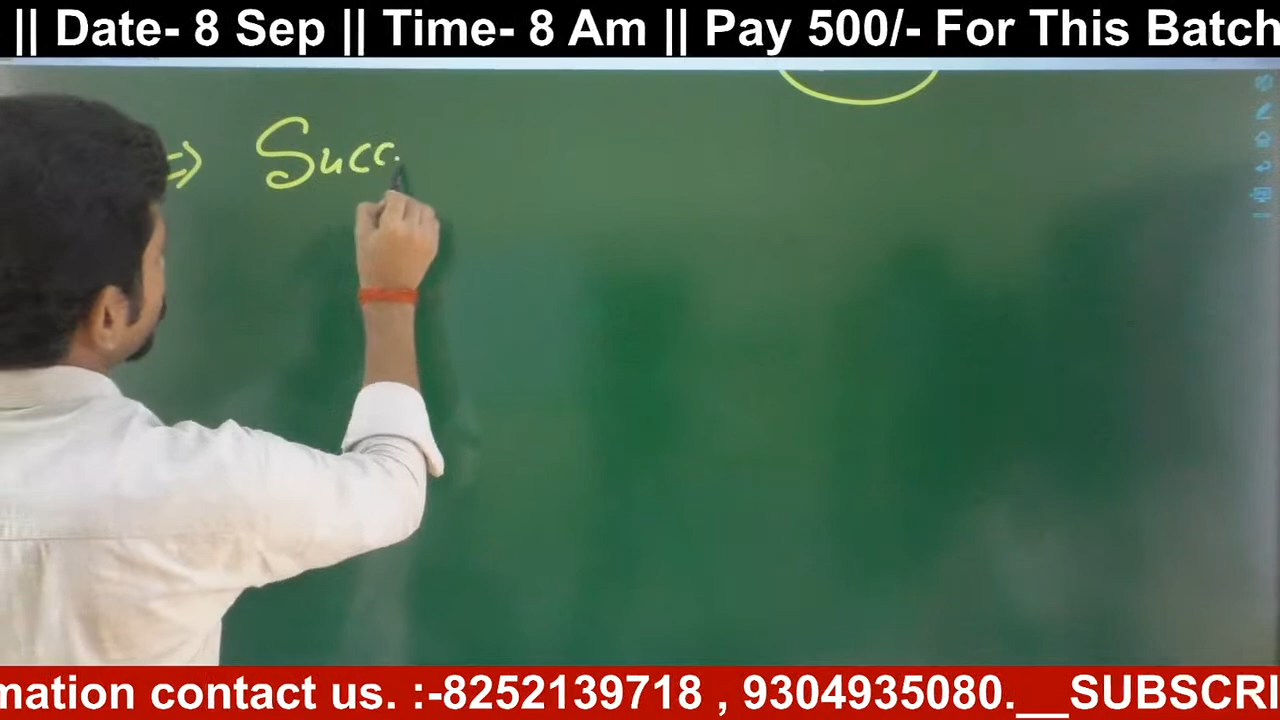 || Date- 8 Sep || Time- 8 Am || Pay 500/- For This Batch
⇒ Succ
mation contact us. :-8252139718 , 9304935080.__SUBSCRI